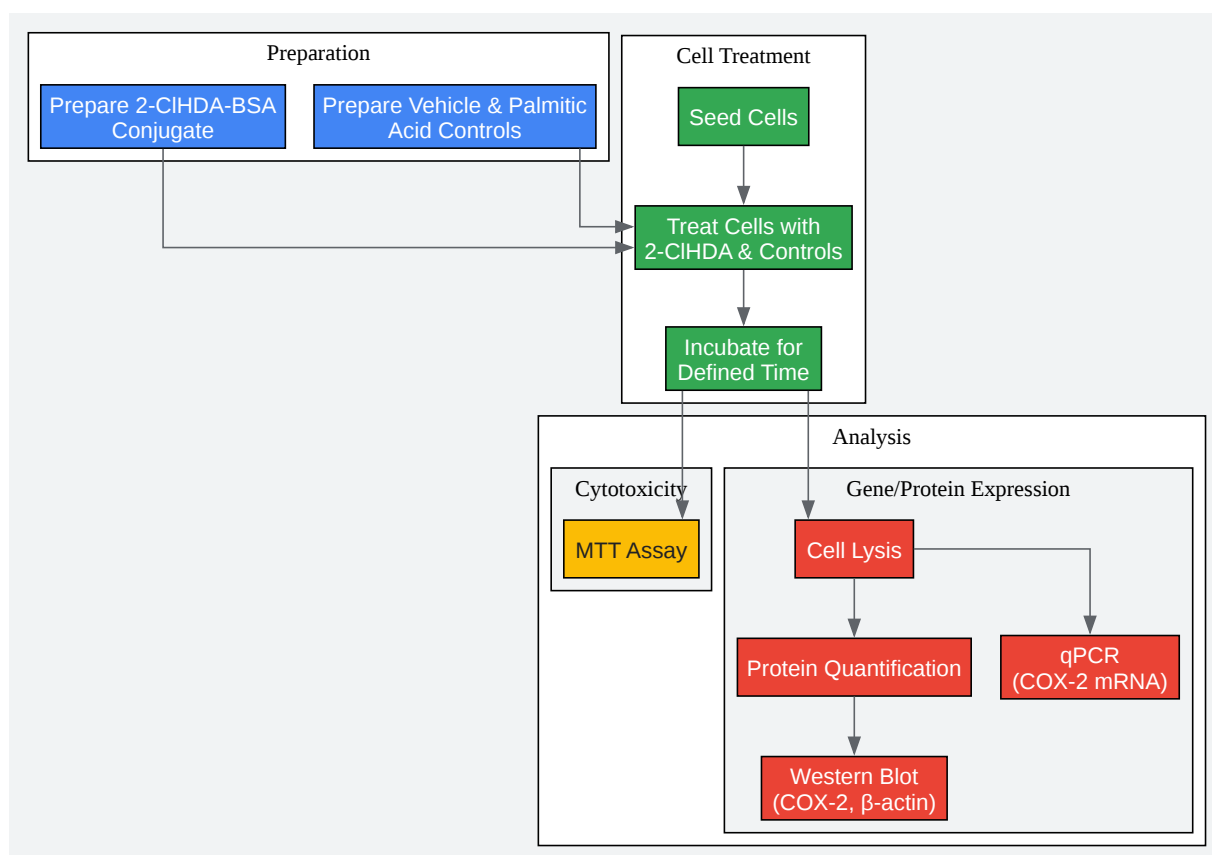 Preparation
Prepare 2-ClHDA-BSA
Conjugate
Prepare Vehicle & Palmitic
Acid Controls
Cell Treatment
Seed Cells
Treat Cells with
2-ClHDA & Controls
Incubate for
Defined Time
Analysis
Cytotoxicity
MTT Assay
Gene/Protein Expression
Cell Lysis
Protein Quantification
qPCR
(COX-2 mRNA)
Western Blot
(COX-2, β-actin)